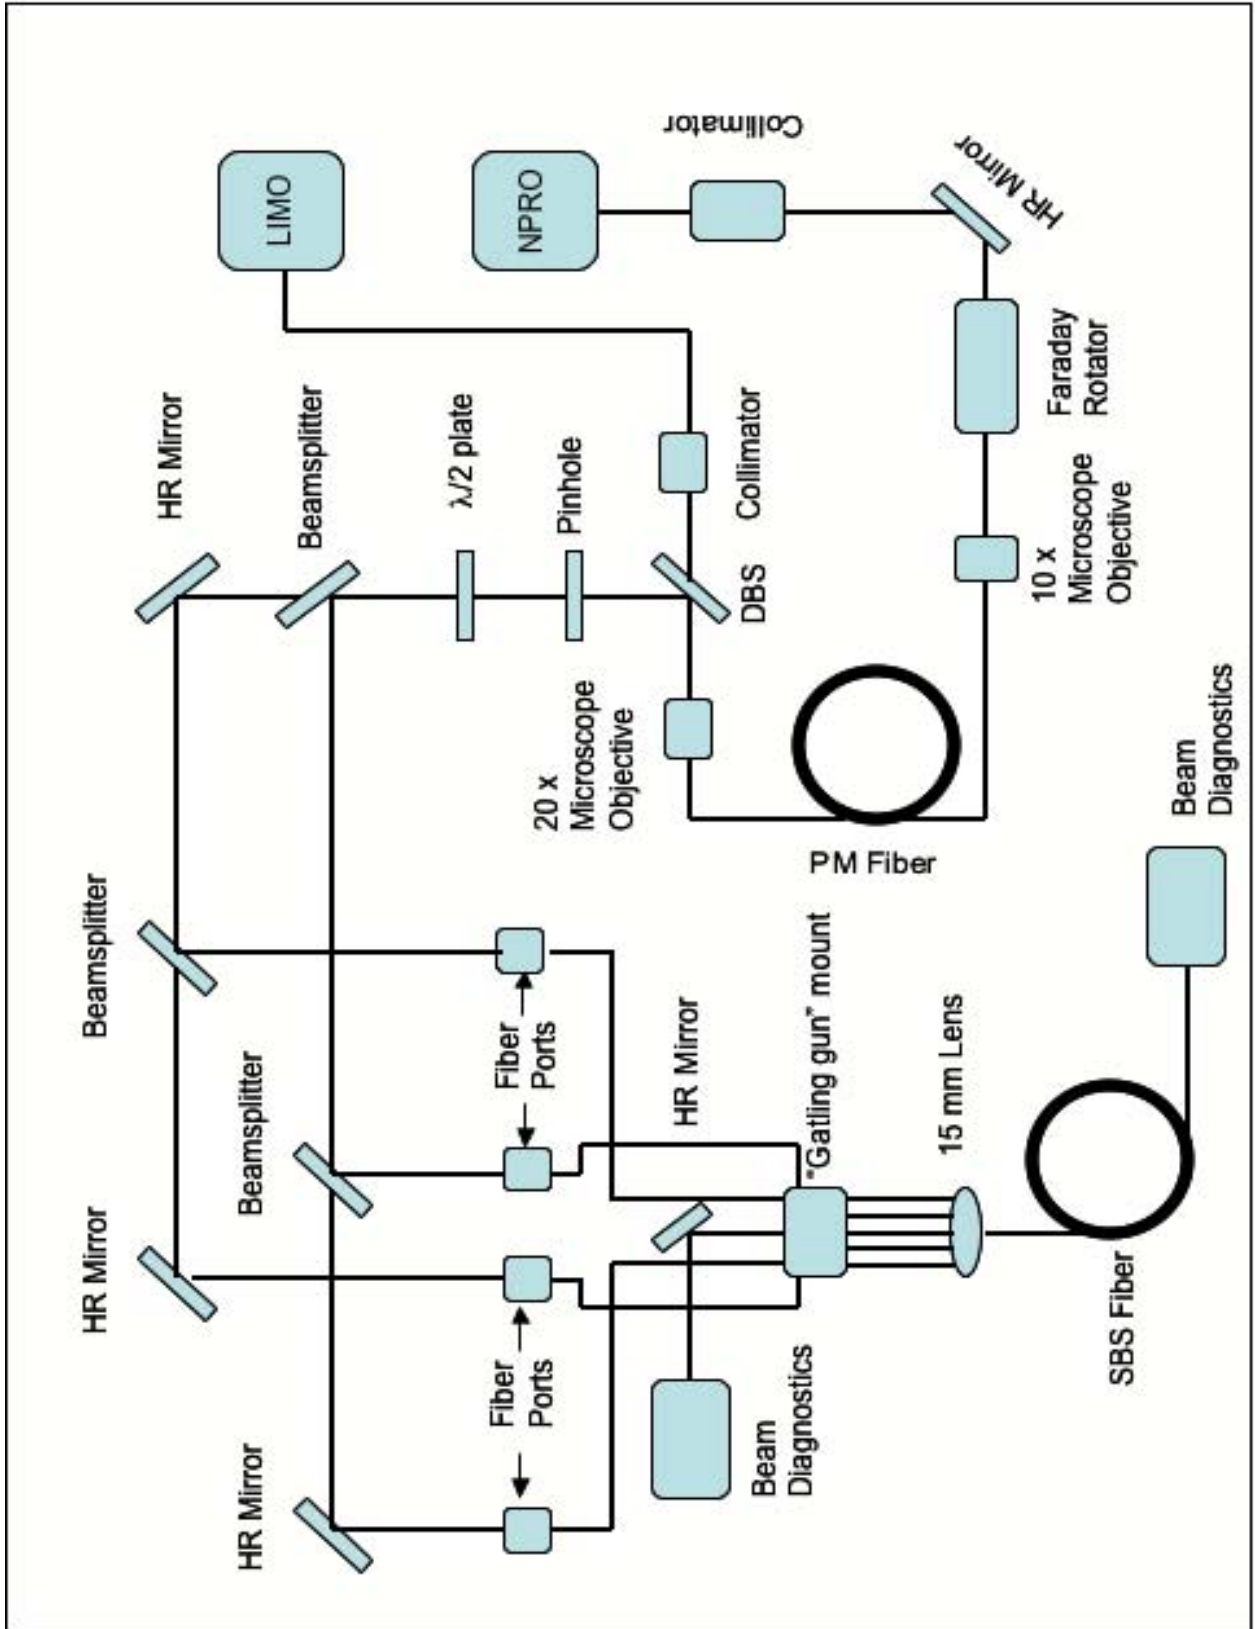 LIMO
NPRO
Collimator
HR Mirror
Faraday
Rotator
10 x
Microscope
Objective
HR Mirror
Beamsplitter
λ/2 plate
Pinhole
Collimator
DBS
20 x
Microscope
Objective
PM Fiber
Beam
Diagnostics
Beamsplitter
Beamsplitter
Fiber
Ports
HR Mirror
"Gatling gun" mount
15 mm Lens
SBS Fiber
HR Mirror
Fiber
Ports
HR Mirror
Beam
Diagnostics